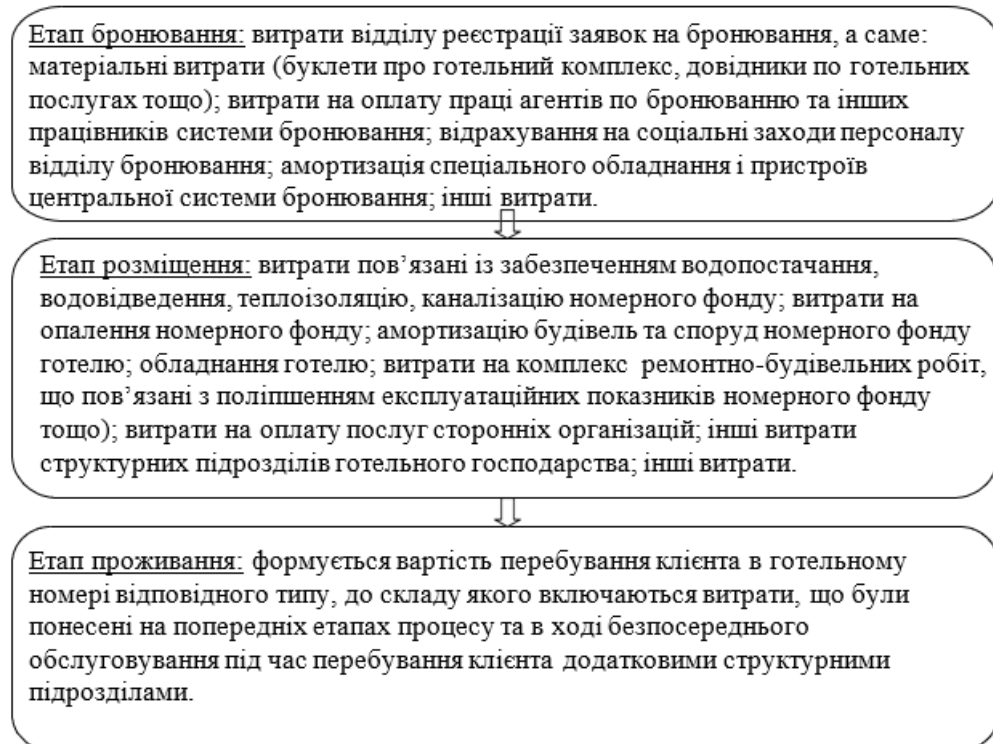 Етап бронювання: витрати відділу реєстрації заявок на бронювання, а саме:
матеріальні витрати (буклети про готельний комплекс, довідники по готельних
послугах тощо); витрати на оплату праці агентів по бронюванню та інших
працівників системи бронювання; відрахування на соціальні заходи персоналу
відділу бронювання; амортизація спеціального обладнання і пристроїв
центральної системи бронювання; інші витрати.
Етап розміщення: витрати пов’язані із забезпеченням водопостачання,
водовідведення, теплоізоляцію, каналізацію номерного фонду; витрати на
опалення номерного фонду; амортизацію будівель та споруд номерного фонду
готелю; обладнання готелю; витрати на комплекс ремонтно-будівельних робіт,
що пов’язані з поліпшенням експлуатаційних показників номерного фонду
тощо); витрати на оплату послуг сторонніх організацій; інші витрати
структурних підрозділів готельного господарства; інші витрати.
Етап проживання: формується вартість перебування клієнта в готельному
номері відповідного типу, до складу якого включаються витрати, що були
понесені на попередніх етапах процесу та в ході безпосереднього
обслуговування під час перебування клієнта додатковими структурними
підрозділами.